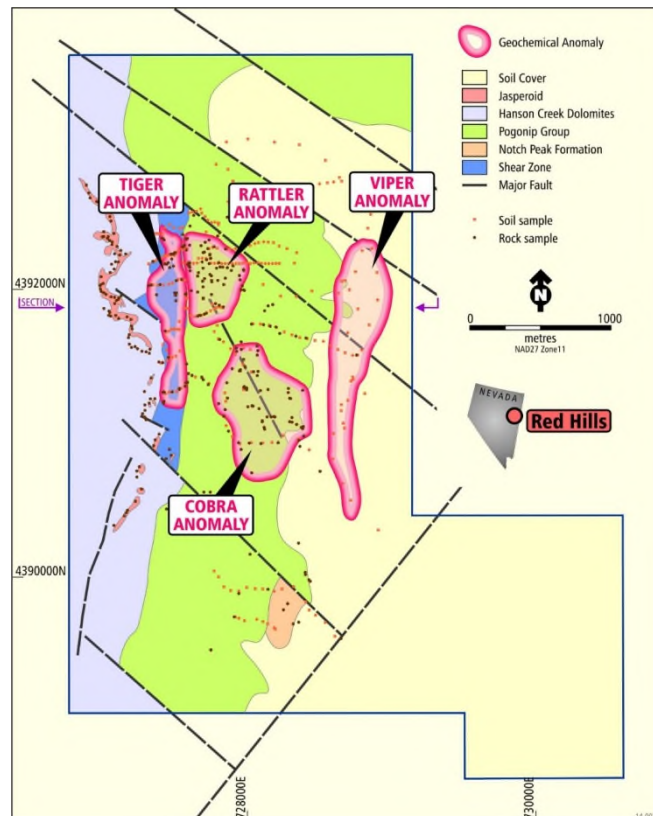 Geochemical Anomaly
Soil Cover
Jasperoid
Hanson Creek Dolomites
Pogonip Group
Notch Peak Formation
Shear Zone
Major Fault
Soil sample
Rock sample
TIGER
ANOMALY
RATTLER
ANOMALY
VIPER
ANOMALY
4392000N
SECTION
N
0
1000
metres
NAD27 Zone11
NEVADA
Red Hills
COBRA
ANOMALY
4390000N
728000E
730000E